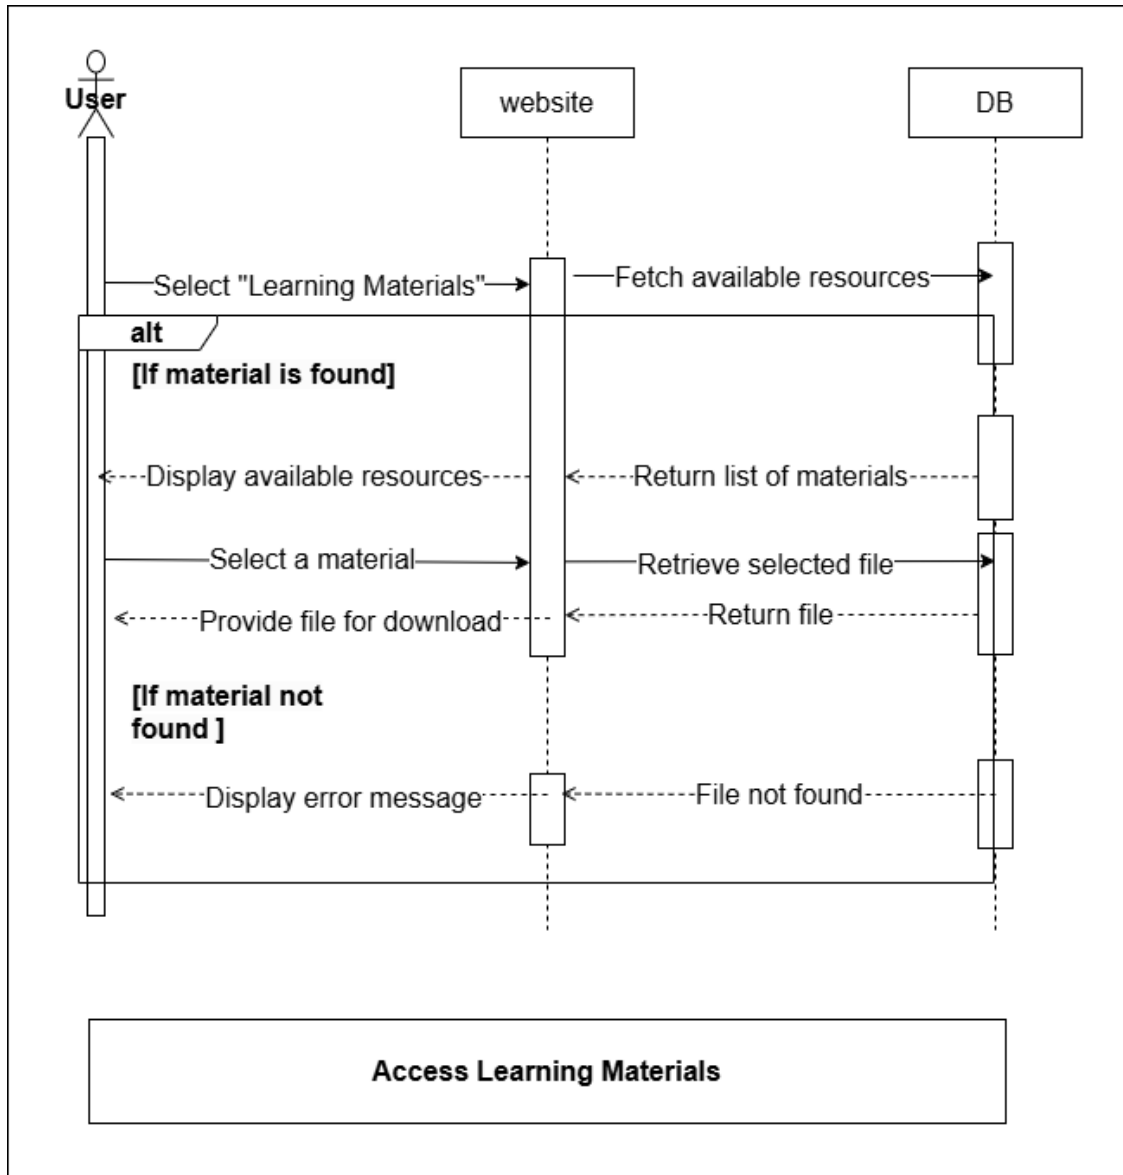 User
website
DB
Select "Learning Materials"
Fetch available resources
alt
[If material is found]
Display available resources
Return list of materials
Select a material
Retrieve selected file
Provide file for download
Return file
[If material not
found ]
Display error message
File not found
Access Learning Materials